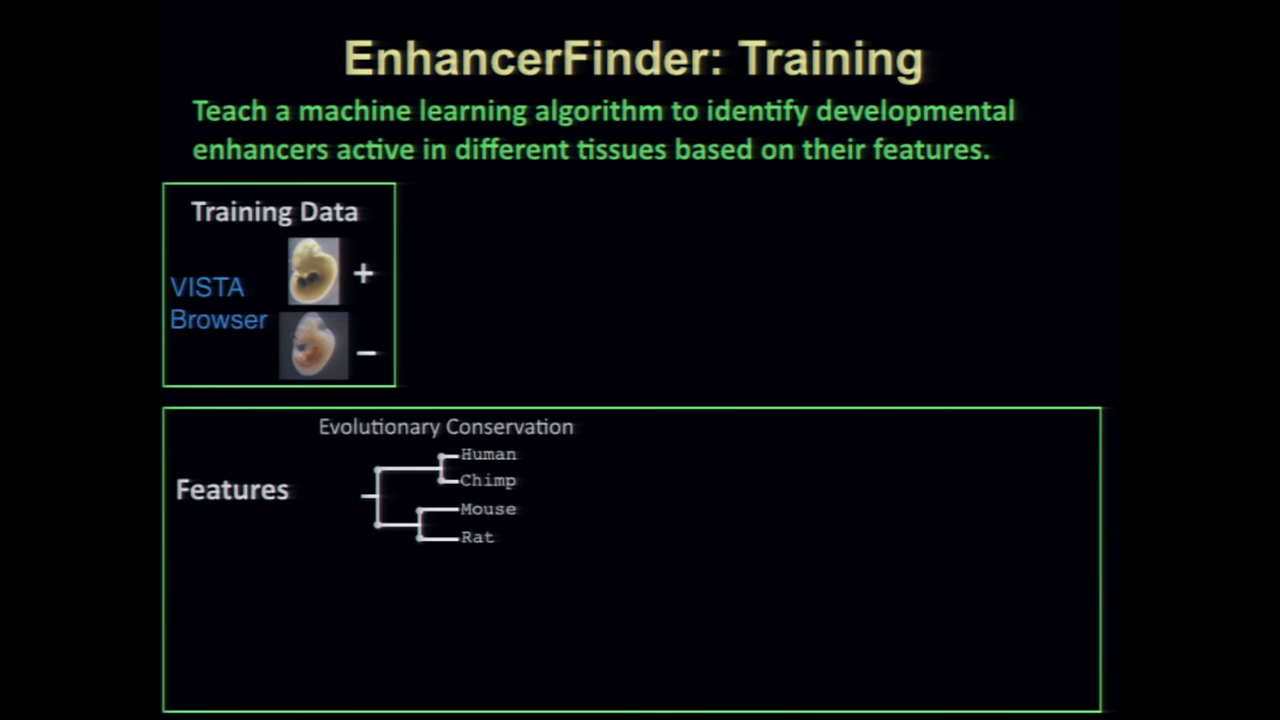 EnhancerFinder: Training
Teach a machine learning algorithm to identify developmental
enhancers active in different tissues based on their features.
Training Data
VISTA
Browser
+
−
Features
Evolutionary Conservation
Human
Chimp
Mouse
Rat